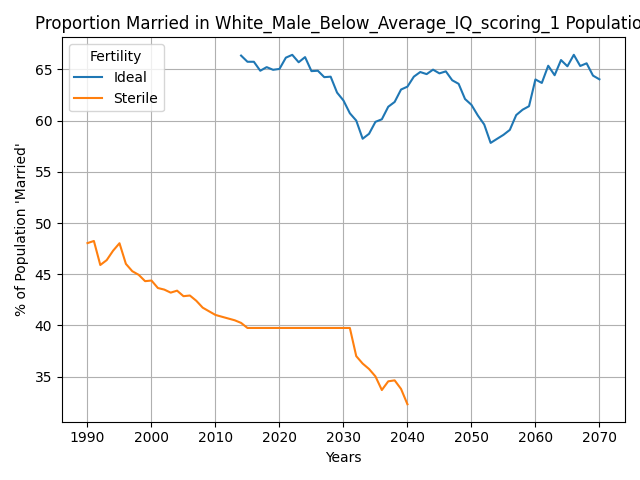 Proportion Married in White_Male_Below_Average_IQ_scoring_1 Populatio
Fertility
Ideal
Sterile
% of Population 'Married'
65
60
55
50
45
40
35
1990 2000 2010 2020 2030 2040 2050 2060 2070
Years